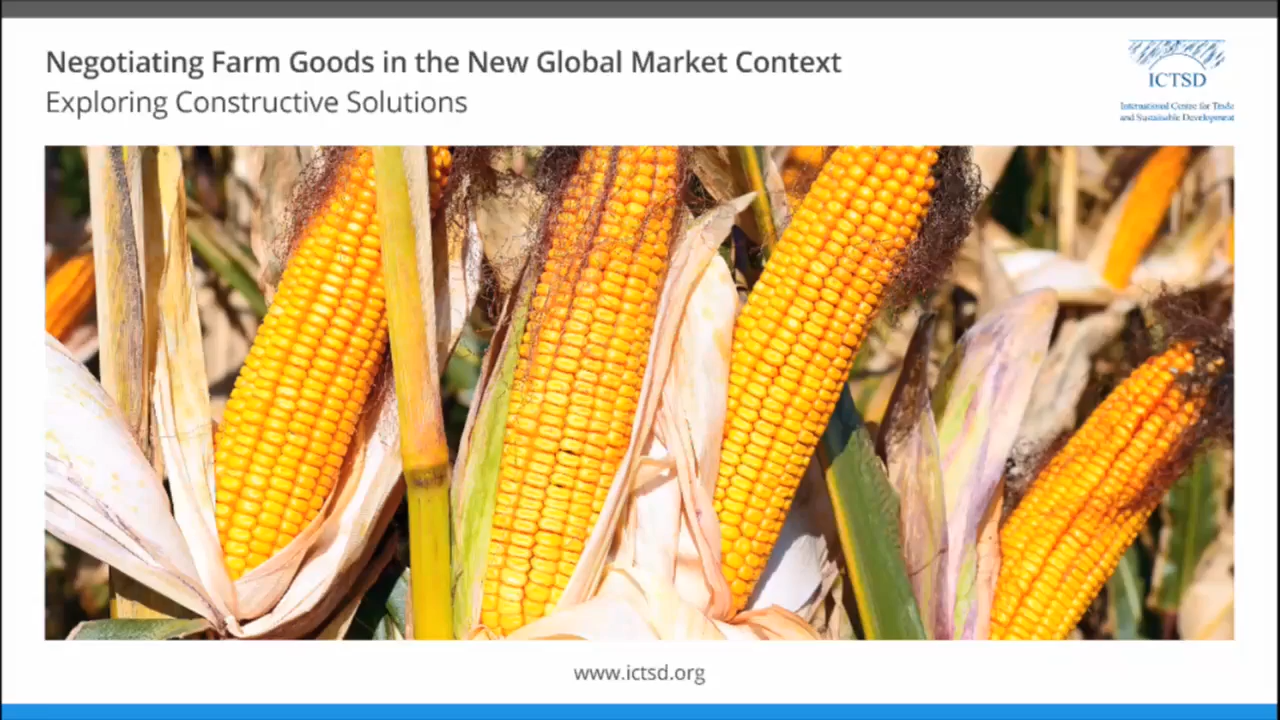 Negotiating Farm Goods in the New Global Market Context
Exploring Constructive Solutions
ICTSD
International Centre for Trade
and Sustainable Development
www.ictsd.org